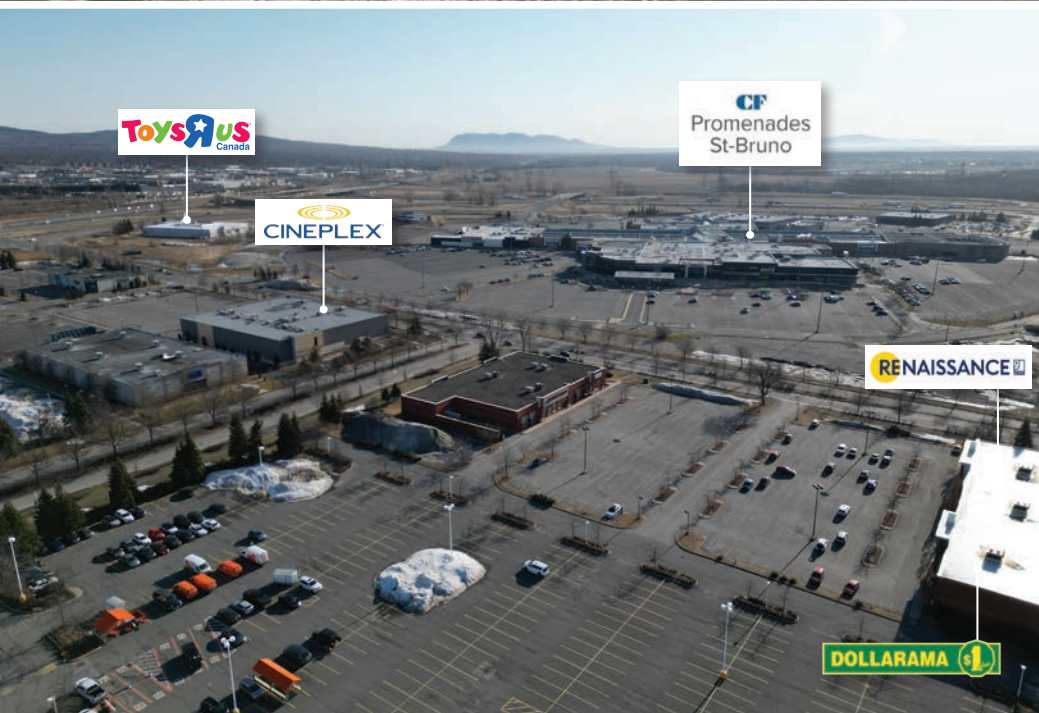 Toys R us
Canada
CINEPLEX
CF
Promenades
St-Bruno
RENAISSANCE
DOLLARAMA $1